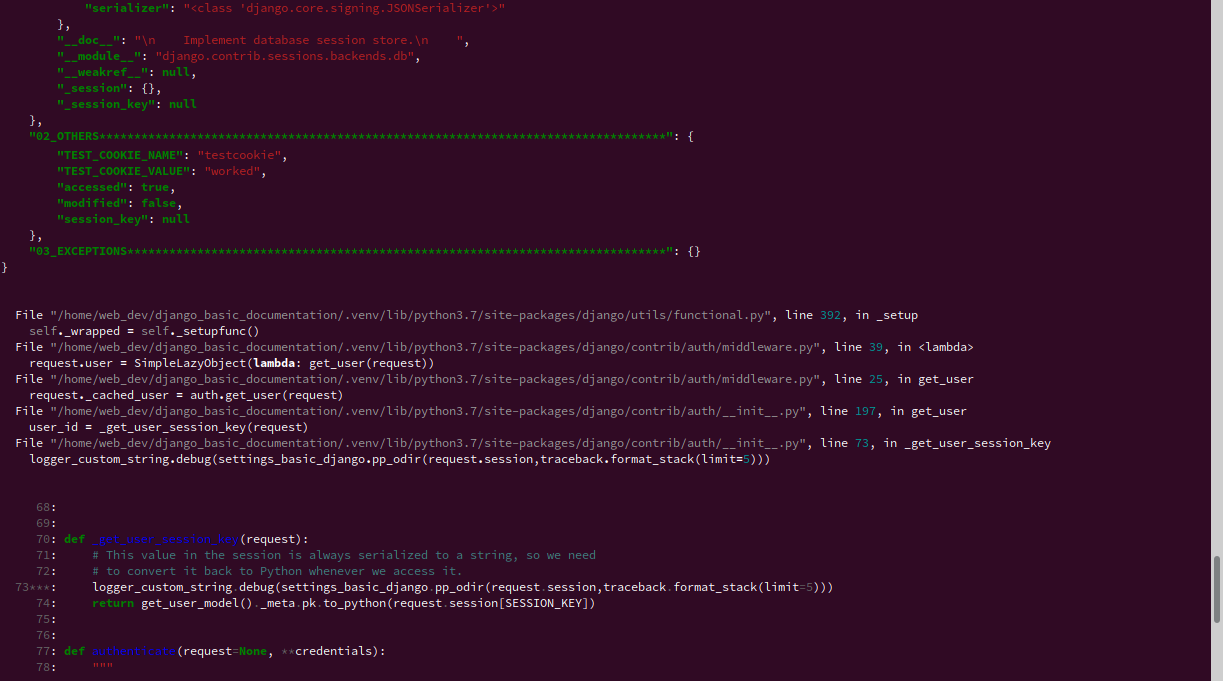 "serializer": "<class 'django.core.signing.JSONSerializer'>"
},
"__doc__": "\n    Implement database session store.\n    ",
"__module__": "django.contrib.sessions.backends.db",
"__weakref__": null,
"_session": {},
"_session_key": null
},
"02_OTHERS*********************************************************************************": {
"TEST_COOKIE_NAME": "testcookie",
"TEST_COOKIE_VALUE": "worked",
"accessed": true,
"modified": false,
"session_key": null
},
"03_EXCEPTIONS*****************************************************************************": {}
}
File "/home/web_dev/django_basic_documentation/.venv/lib/python3.7/site-packages/django/utils/functional.py", line 392, in _setup
self._wrapped = self._setupfunc()
File "/home/web_dev/django_basic_documentation/.venv/lib/python3.7/site-packages/django/contrib/auth/middleware.py", line 39, in <lambda>
request.user = SimpleLazyObject(lambda: get_user(request))
File "/home/web_dev/django_basic_documentation/.venv/lib/python3.7/site-packages/django/contrib/auth/middleware.py", line 25, in get_user
request._cached_user = auth.get_user(request)
File "/home/web_dev/django_basic_documentation/.venv/lib/python3.7/site-packages/django/contrib/auth/__init__.py", line 197, in get_user
user_id = _get_user_session_key(request)
File "/home/web_dev/django_basic_documentation/.venv/lib/python3.7/site-packages/django/contrib/auth/__init__.py", line 73, in _get_user_session_key
logger_custom_string.debug(settings_basic_django.pp_odir(request.session,traceback.format_stack(limit=5)))
68:
69:
70: def _get_user_session_key(request):
71:     # This value in the session is always serialized to a string, so we need
72:     # to convert it back to Python whenever we access it.
73***:     logger_custom_string.debug(settings_basic_django.pp_odir(request.session,traceback.format_stack(limit=5)))
74:     return get_user_model()._meta.pk.to_python(request.session[SESSION_KEY])
75:
76:
77: def authenticate(request=None, **credentials):
78:     """